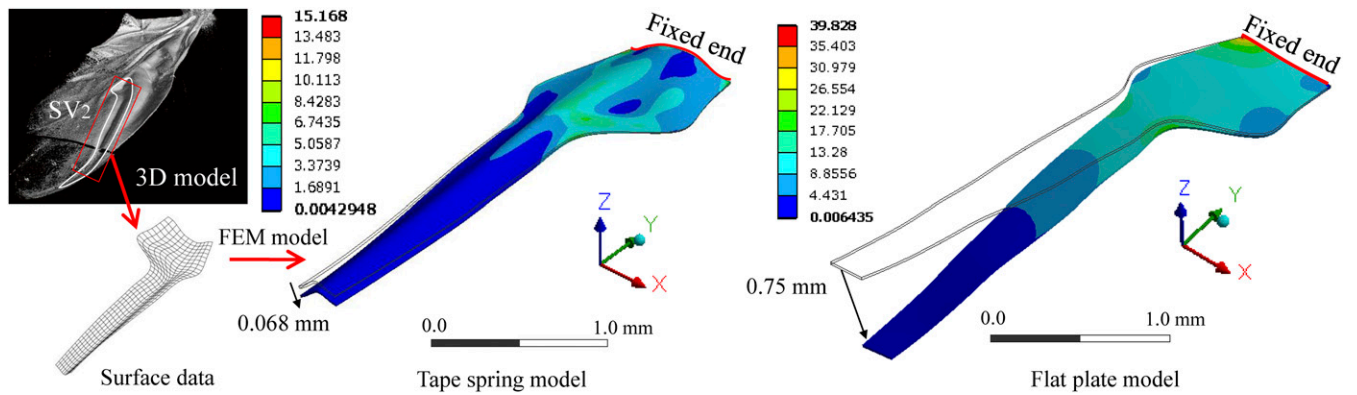 SV2
3D model
FEM model
Surface data
15.168
13.483
11.798
10.113
8.4283
6.7435
5.0587
3.3739
1.6891
0.0042948
Fixed end
0.068 mm
Z
Y
X
0.0
1.0 mm
Tape spring model
39.828
35.403
30.979
26.554
22.129
17.705
13.28
8.8556
4.431
0.006435
Fixed end
0.75 mm
Z
Y
X
0.0
1.0 mm
Flat plate model